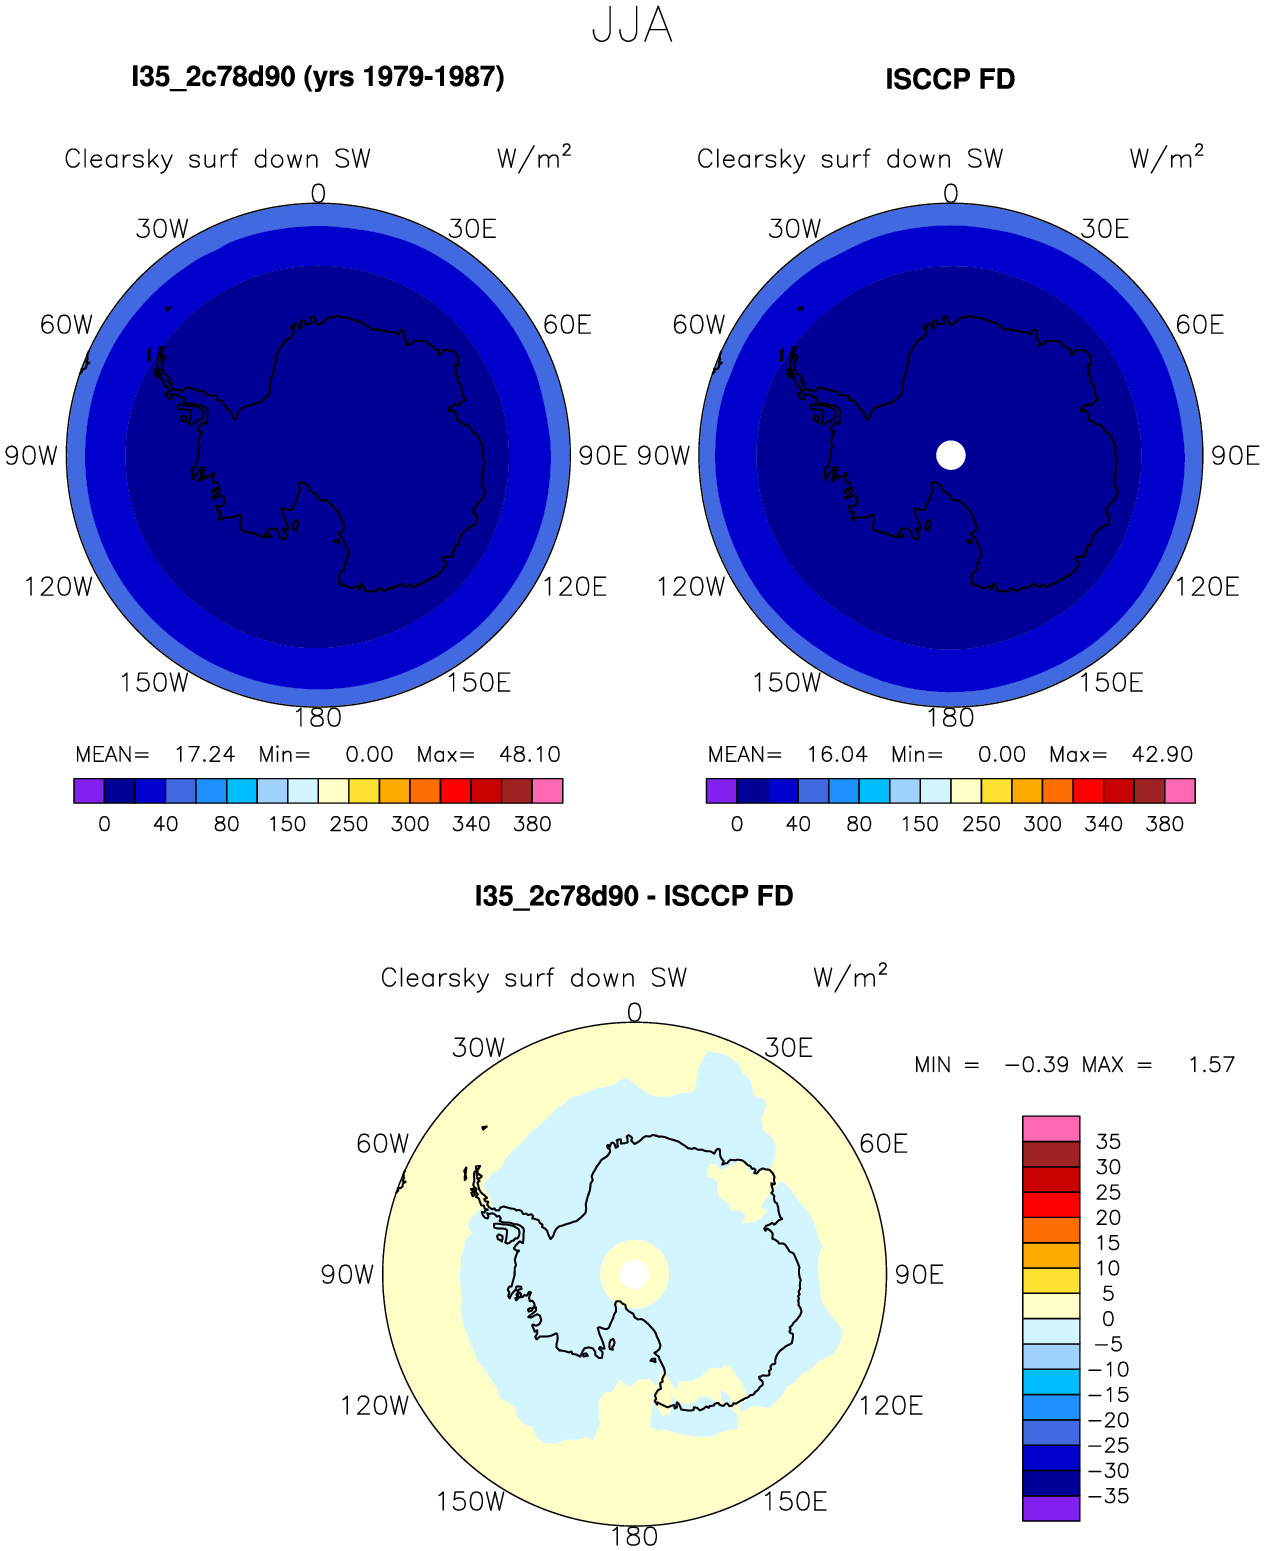 JJA
I35_2c78d90 (yrs 1979-1987)
ISCCP FD
Clearsky surf down SW W/m²
Clearsky surf down SW W/m²
0
30W 30E
60W 60E
90W 90E
120W 120E
150W 150E
180
0
30W 30E
60W 60E
90W 90E
120W 120E
150W 150E
180
MEAN= 17.24 Min= 0.00 Max= 48.10
0 40 80 150 250 300 340 380
MEAN= 16.04 Min= 0.00 Max= 42.90
0 40 80 150 250 300 340 380
I35_2c78d90 - ISCCP FD
Clearsky surf down SW W/m²
0
30W 30E
60W 60E
90W 90E
120W 120E
150W 150E
180
MIN = −0.39 MAX = 1.57
35
30
25
20
15
10
5
0
−5
−10
−15
−20
−25
−30
−35